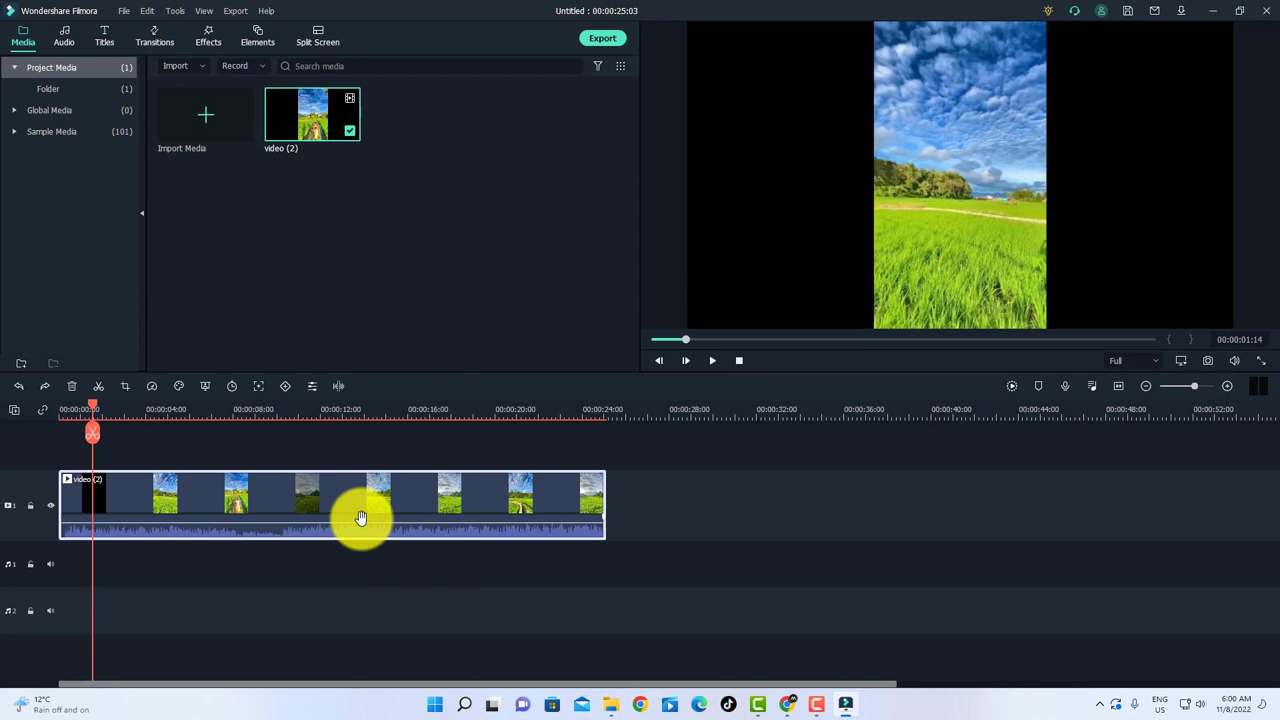 Wondershare Filmora File Edit Tools View Export Help Untitled : 00:00:25:03
Media Audio Titles Transitions Effects Elements Split Screen Export
Project Media (1)
Folder (1)
Global Media
Sample Media (101)
Import Record Search media
Import Media
video (2)
00:00:01:14
Full
00:00:00:00 00:00:04:00 00:00:08:00 00:00:12:00 00:00:16:00 00:00:20:00 00:00:24:00 00:00:28:00 00:00:32:00 00:00:36:00 00:00:40:00 00:00:44:00 00:00:48:00 00:00:52:00
video (2)
1
1
2
12°C
Rain off and on
ENG
US
6:00 AM
11/8/2022